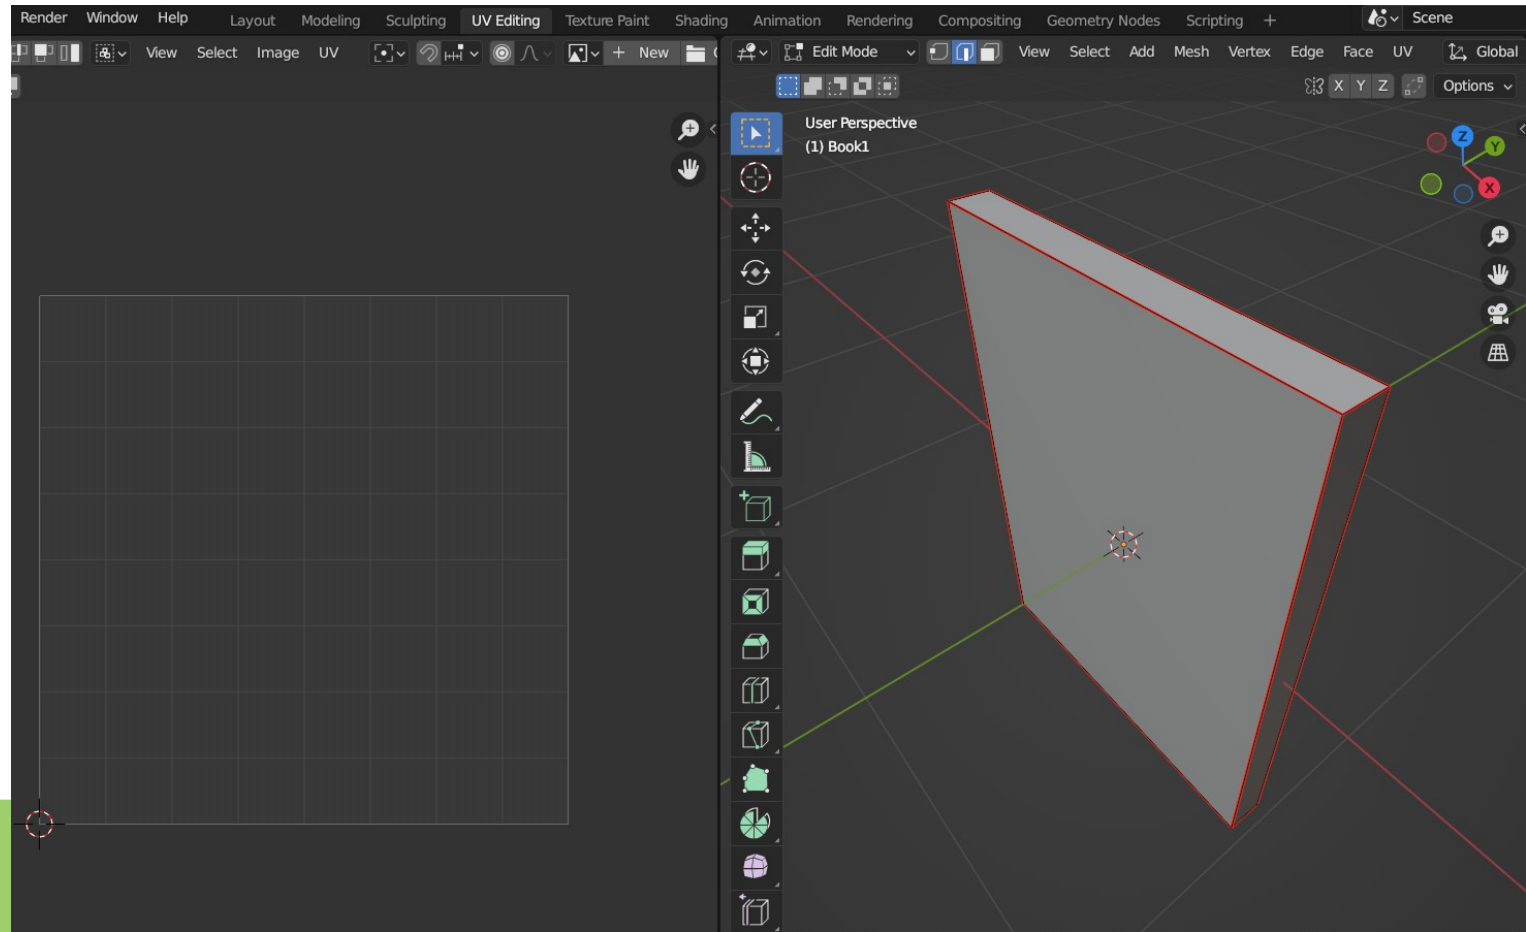 Render Window Help Layout Modeling Sculpting UV Editing Texture Paint Shading Animation Rendering Compositing Geometry Nodes Scripting + Scene
View Select Image UV + New Edit Mode View Select Add Mesh Vertex Edge Face UV Global
X Y Z Options
User Perspective
(1) Book1
Z
Y
X